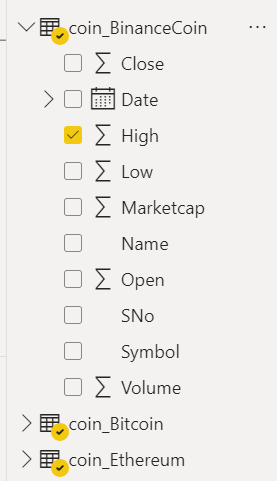 coin_BinanceCoin ...
Σ Close
Date
Σ High
Σ Low
Σ Marketcap
Name
Σ Open
SNo
Symbol
Σ Volume
coin_Bitcoin
coin_Ethereum